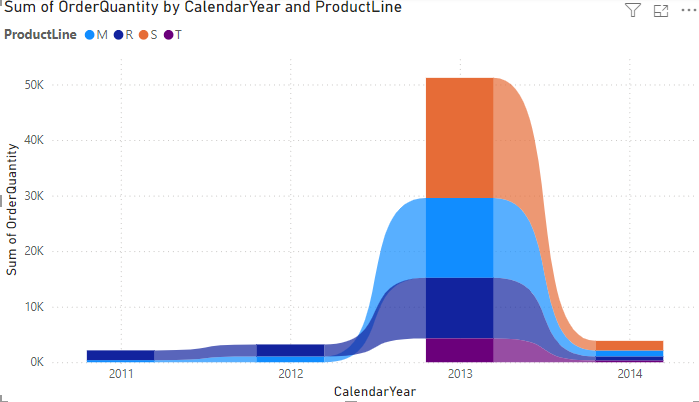 Sum of OrderQuantity by CalendarYear and ProductLine
ProductLine M R S T
Sum of OrderQuantity
50K
40K
30K
20K
10K
0K
2011 2012 2013 2014
CalendarYear